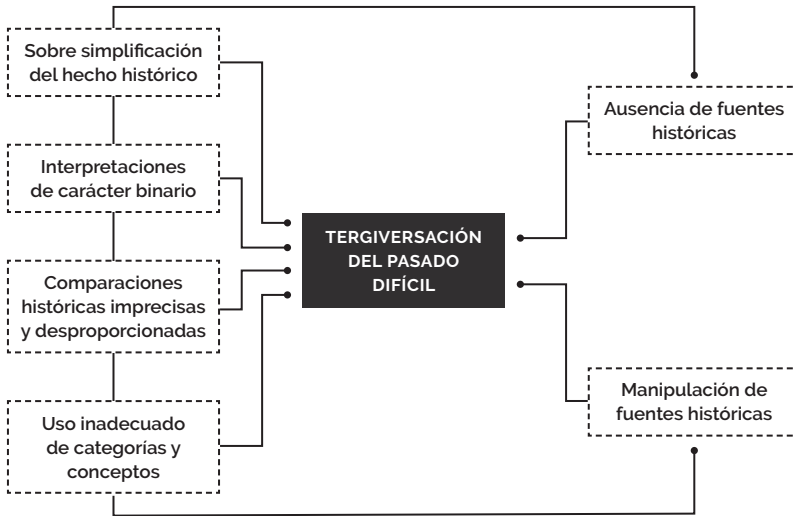 Sobre simplificación
del hecho histórico
Interpretaciones
de carácter binario
Comparaciones
históricas imprecisas
y desproporcionadas
Uso inadecuado
de categorías y
conceptos
TERGIVERSACIÓN
DEL PASADO
DIFÍCIL
Ausencia de fuentes
históricas
Manipulación de
fuentes históricas